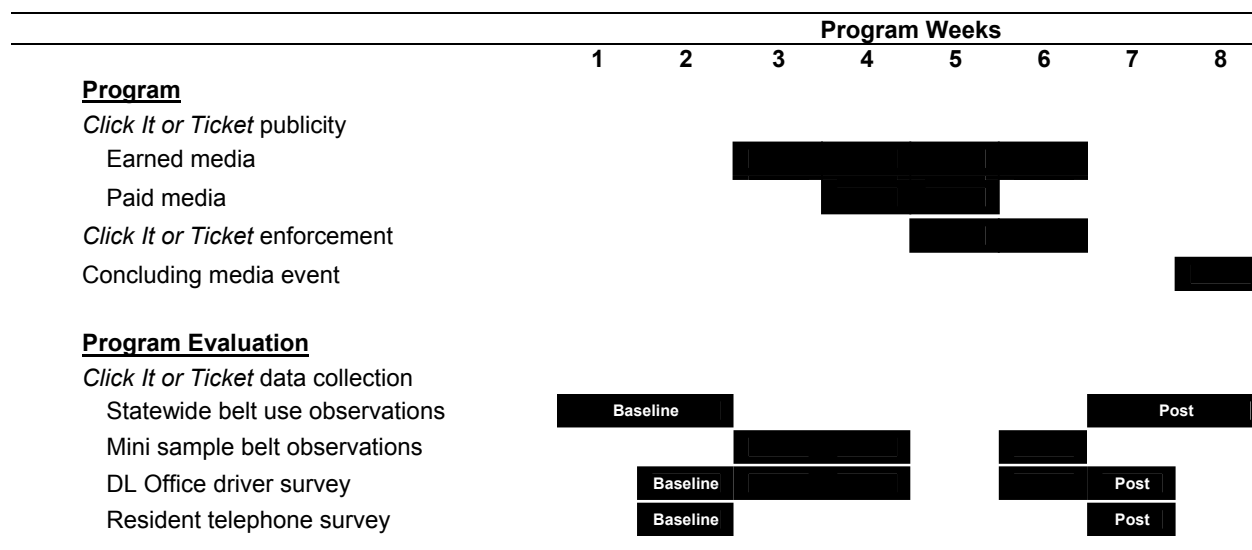 Program Weeks
1 2 3 4 5 6 7 8
Program
Click It or Ticket publicity
Earned media
Paid media
Click It or Ticket enforcement
Concluding media event
Program Evaluation
Click It or Ticket data collection
Statewide belt use observations Baseline Post
Mini sample belt observations
DL Office driver survey Baseline Post
Resident telephone survey Baseline Post